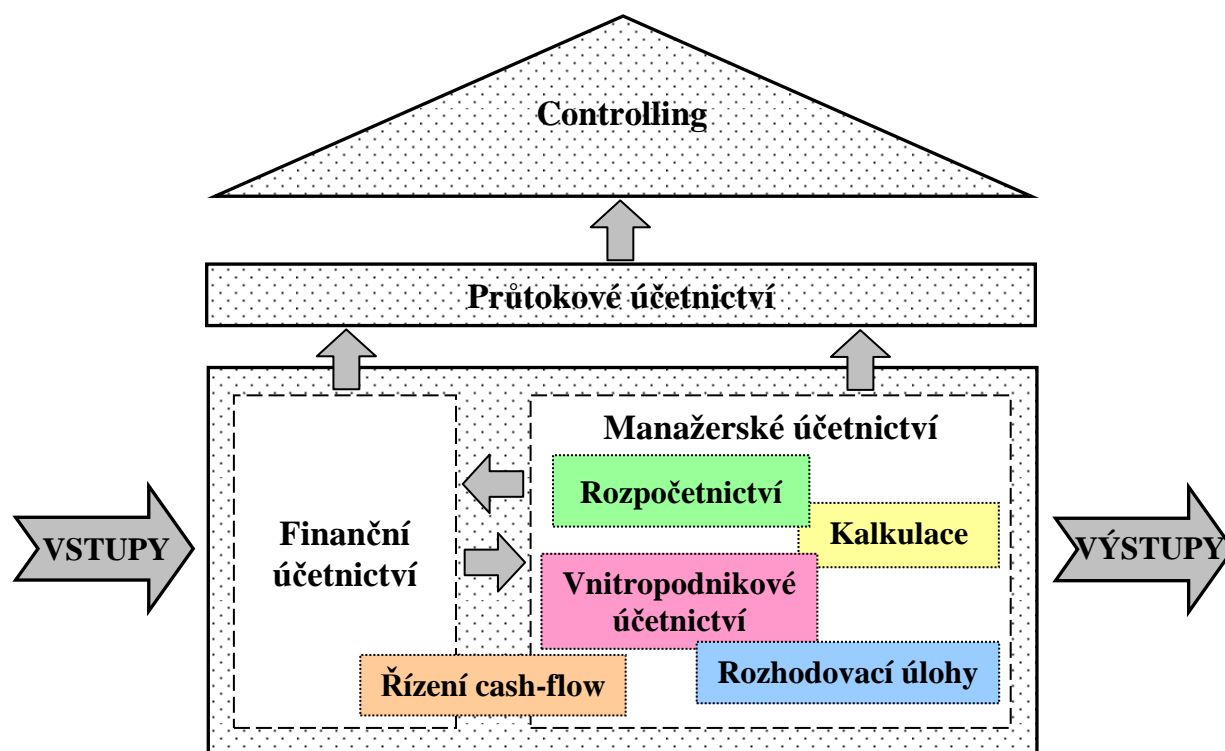 Controlling
Průtokové účetnictví
Manažerské účetnictví
Rozpočetnictví
VSTUPY
Finanční
účetnictví
Kalkulace
VÝSTUPY
Vnitropodnikové
účetnictví
Řízení cash-flow
Rozhodovací úlohy